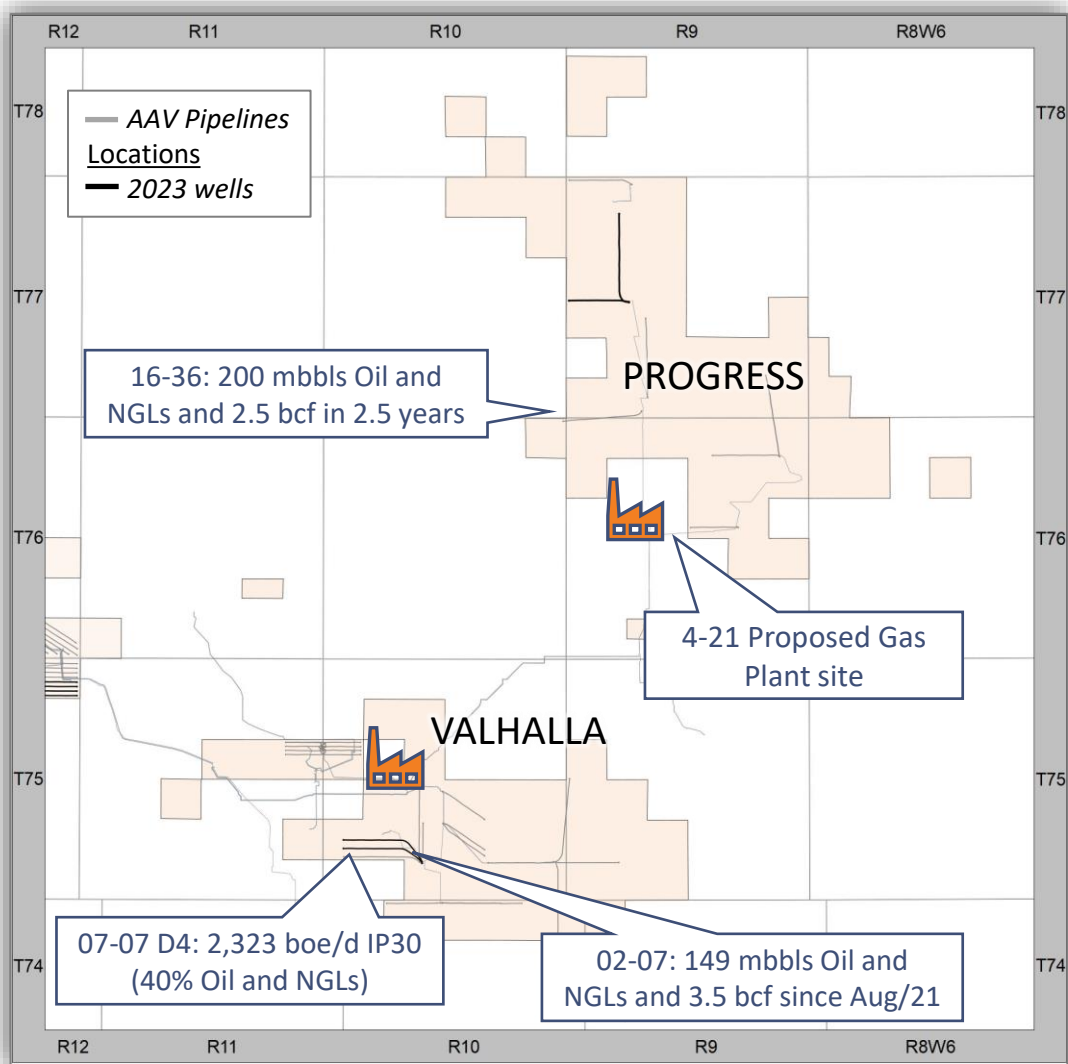 R12 R11 R10 R9 R8W6
T78 T78
AAV Pipelines
Locations
2023 wells
T77 T77
16-36: 200 mbbls Oil and
NGLs and 2.5 bcf in 2.5 years
PROGRESS
T76 T76
4-21 Proposed Gas
Plant site
VALHALLA
T75 T75
07-07 D4: 2,323 boe/d IP30
(40% Oil and NGLs)
02-07: 149 mbbls Oil and
NGLs and 3.5 bcf since Aug/21
T74 T74
R12 R11 R10 R9 R8W6